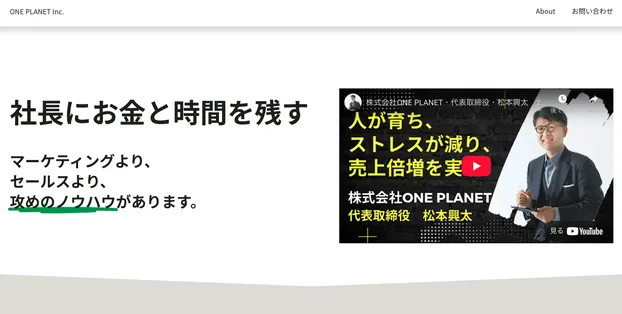 ONE PLANET Inc.
About
お問い合わせ
社長にお金と時間を残す
マーケティングより、
セールスより、
攻めのノウハウがあります。
株式会社ONE PLANET・代表取締役・松本興太
人が育ち、
ストレスが減り、
売上倍増を実
株式会社ONE PLANET
代表取締役 松本興太
見る YouTube